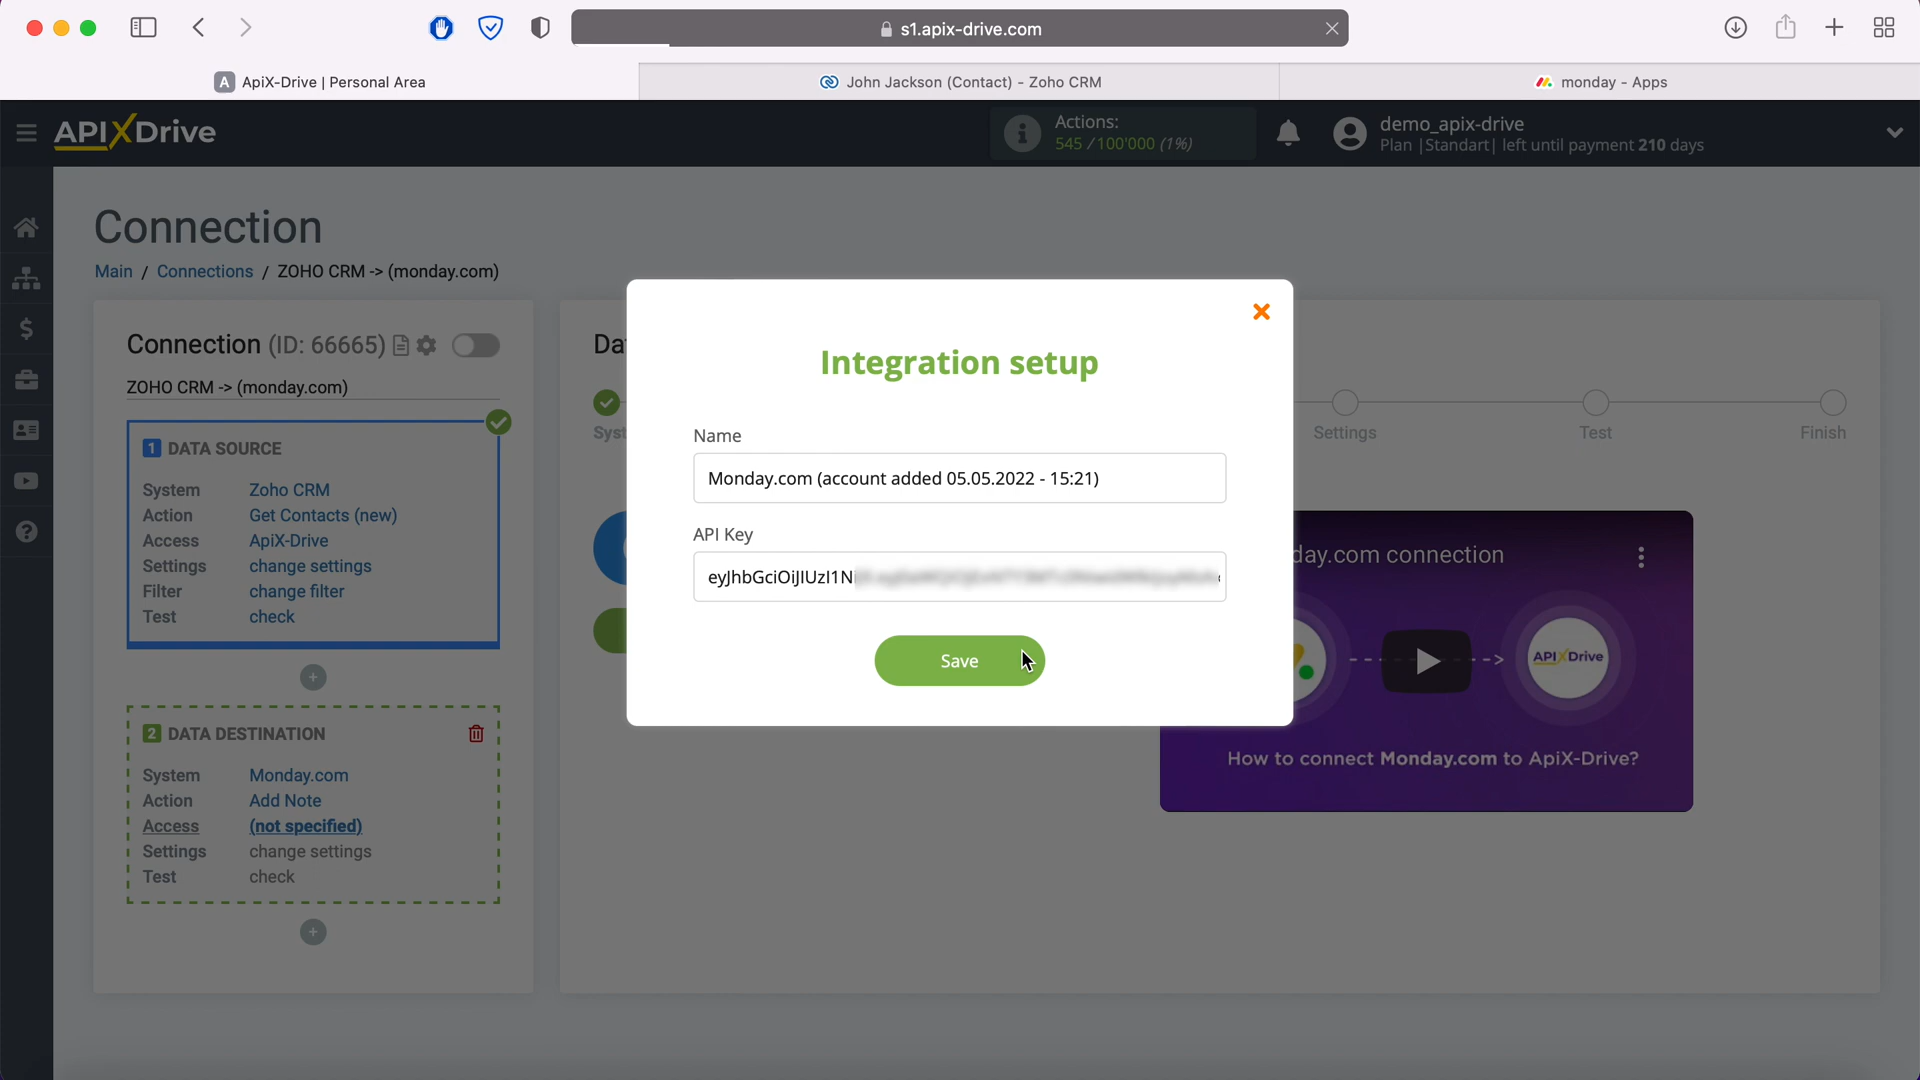 s1.apix-drive.com
A ApiX-Drive | Personal Area
John Jackson (Contact) - Zoho CRM
monday - Apps
APIXDrive
Actions:
545 / 100'000 (1%)
demo_apix-drive
Plan |Standart| left until payment 210 days
Connection
Main / Connections / ZOHO CRM -> (monday.com)
Connection (ID: 66665)
ZOHO CRM -> (monday.com)
1 DATA SOURCE
System Zoho CRM
Action Get Contacts (new)
Access ApiX-Drive
Settings change settings
Filter change filter
Test check
2 DATA DESTINATION
System Monday.com
Action Add Note
Access (not specified)
Settings change settings
Test check
Settings
Test
Finish
Integration setup
Name
Monday.com (account added 05.05.2022 - 15:21)
API Key
Save
day.com connection
APIXDrive
How to connect Monday.com to ApiX-Drive?